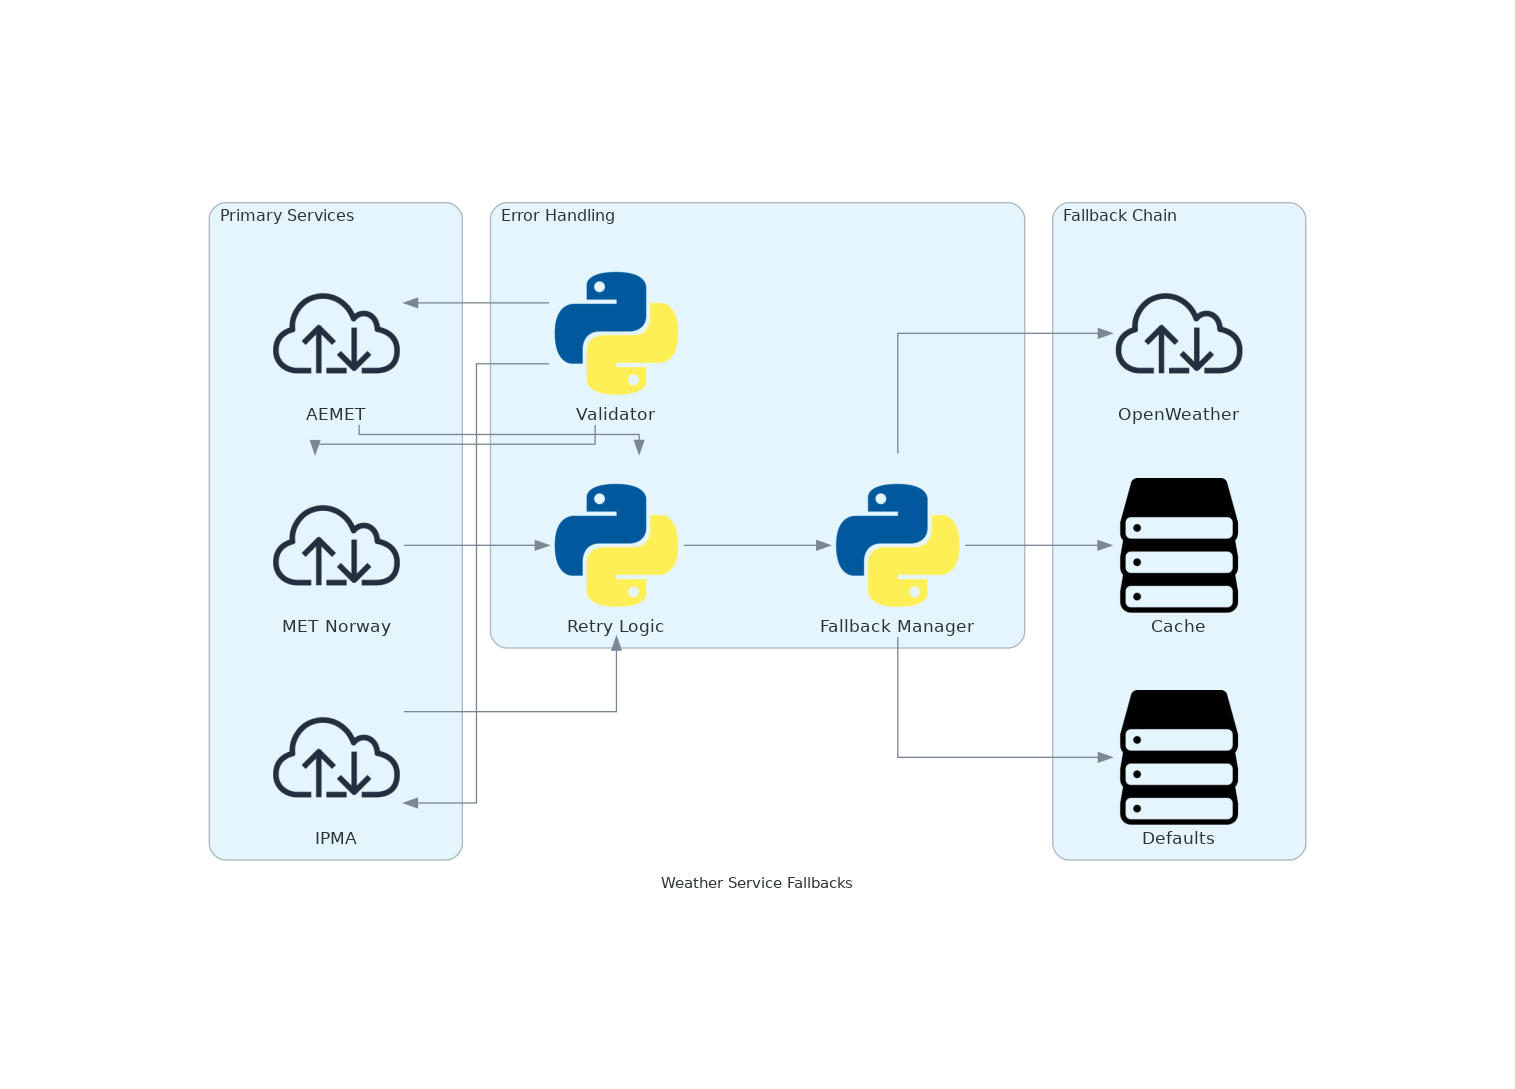 Primary Services
Error Handling
Fallback Chain
AEMET
Validator
OpenWeather
MET Norway
Retry Logic
Fallback Manager
Cache
IPMA
Defaults
Weather Service Fallbacks